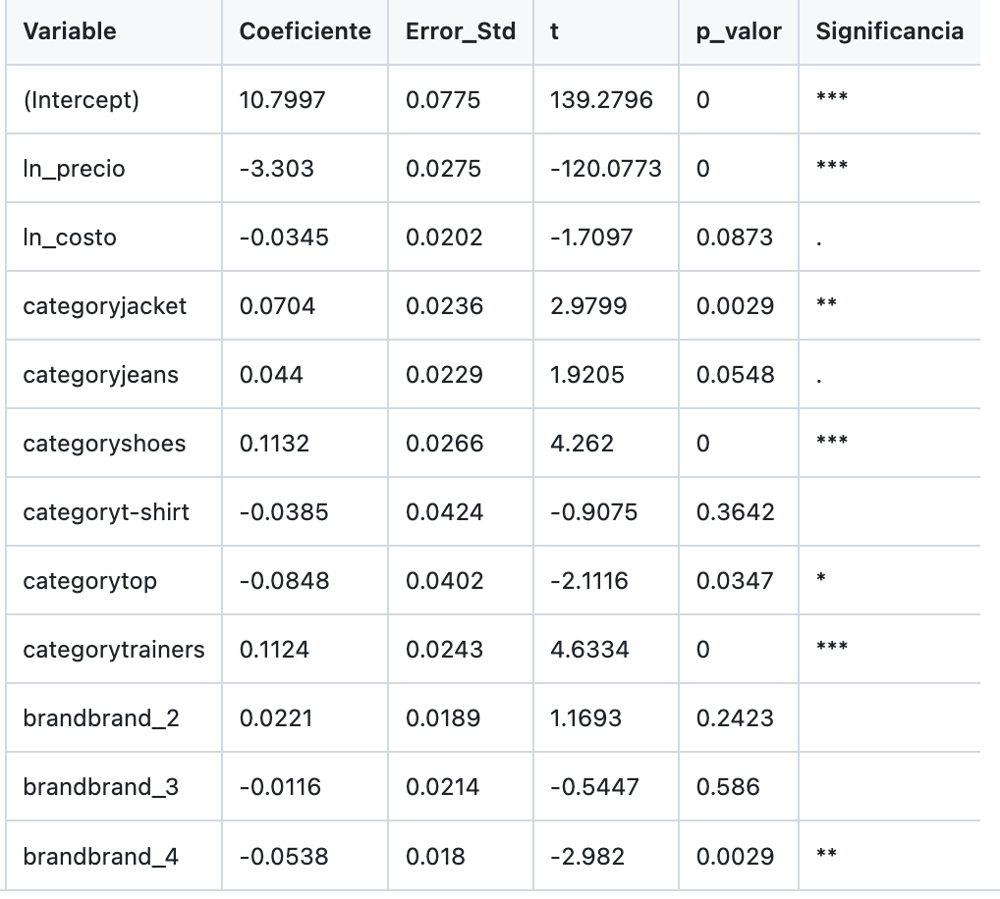 Variable Coeficiente Error_Std t p_valor Significancia
(Intercept) 10.7997 0.0775 139.2796 0 ***
ln_precio -3.303 0.0275 -120.0773 0 ***
ln_costo -0.0345 0.0202 -1.7097 0.0873 .
categoryjacket 0.0704 0.0236 2.9799 0.0029 **
categoryjeans 0.044 0.0229 1.9205 0.0548 .
categoryshoes 0.1132 0.0266 4.262 0 ***
categoryt-shirt -0.0385 0.0424 -0.9075 0.3642
categorytop -0.0848 0.0402 -2.1116 0.0347 *
categorytrainers 0.1124 0.0243 4.6334 0 ***
brandbrand_2 0.0221 0.0189 1.1693 0.2423
brandbrand_3 -0.0116 0.0214 -0.5447 0.586
brandbrand_4 -0.0538 0.018 -2.982 0.0029 **